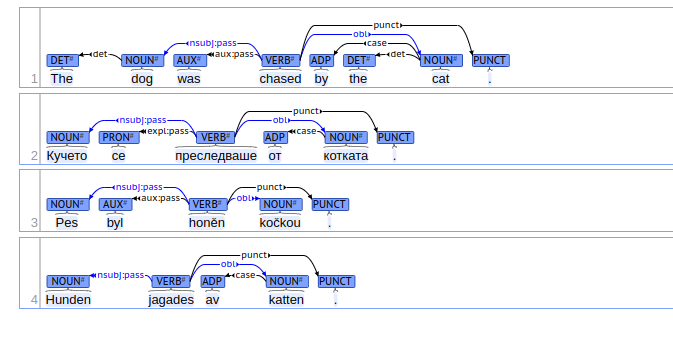 punct
obl
nsubj:pass case
det aux:pass det
DET# NOUN# AUX# VERB# ADP DET# NOUN# PUNCT
1 The dog was chased by the cat .
punct
nsubj:pass obl
expl:pass case
NOUN# PRON# VERB# ADP NOUN# PUNCT
2 Кучето се преследваше от котката .
nsubj:pass punct
aux:pass obl
NOUN# AUX# VERB# NOUN# PUNCT
3 Pes byl honěn kočkou .
punct
obl
nsubj:pass case
NOUN# VERB# ADP NOUN# PUNCT
4 Hunden jagades av katten .